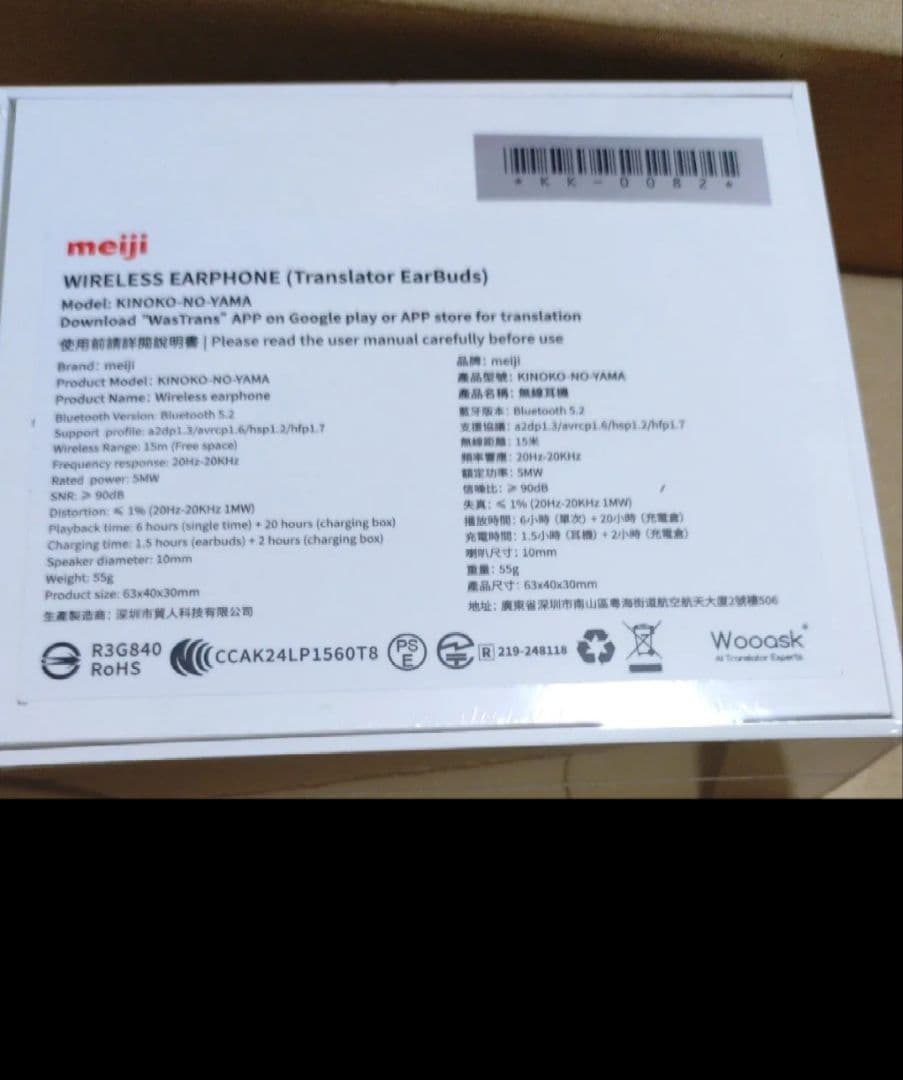 *KK-0082*
meiji
WIRELESS EARPHONE (Translator EarBuds)
Model: KINOKO-NO-YAMA
Download "WasTrans" APP on Google play or APP store for translation
使用前請詳閱說明書 | Please read the user manual carefully before use
Brand: meiji
Product Model: KINOKO-NO-YAMA
Product Name: Wireless earphone
Bluetooth Version: Bluetooth 5.2
Support profile: a2dp1.3/avrcp1.6/hsp1.2/hfp1.7
Wireless Range: 15m (Free space)
Frequency response: 20Hz-20KHz
Rated power: 5MW
SNR: ≥ 90dB
Distortion: ≤ 1% (20Hz-20KHz 1MW)
Playback time: 6 hours (single time) + 20 hours (charging box)
Charging time: 1.5 hours (earbuds) + 2 hours (charging box)
Speaker diameter: 10mm
Weight: 55g
Product size: 63x40x30mm
生產製造商: 深圳市質人科技有限公司
品牌: meiji
產品型號: KINOKO-NO-YAMA
產品名稱: 無線耳機
藍牙版本: Bluetooth 5.2
支援協議: a2dp1.3/avrcp1.6/hsp1.2/hfp1.7
無線距離: 15米
頻率響應: 20Hz-20KHz
額定功率: 5MW
信噪比: ≥ 90dB
失真: ≤ 1% (20Hz-20KHz 1MW)
播放時間: 6小時 (單次) + 20小時 (充電倉)
充電時間: 1.5小時 (耳機) + 2小時 (充電倉)
喇叭尺寸: 10mm
重量: 55g
產品尺寸: 63x40x30mm
地址: 廣東省深圳市南山區粵海街道航空航天大廈2號樓506
R3G840
RoHS
CCAK24LP1560T8
PS
E
R 219-248118
Wooask
AI Translator Experts